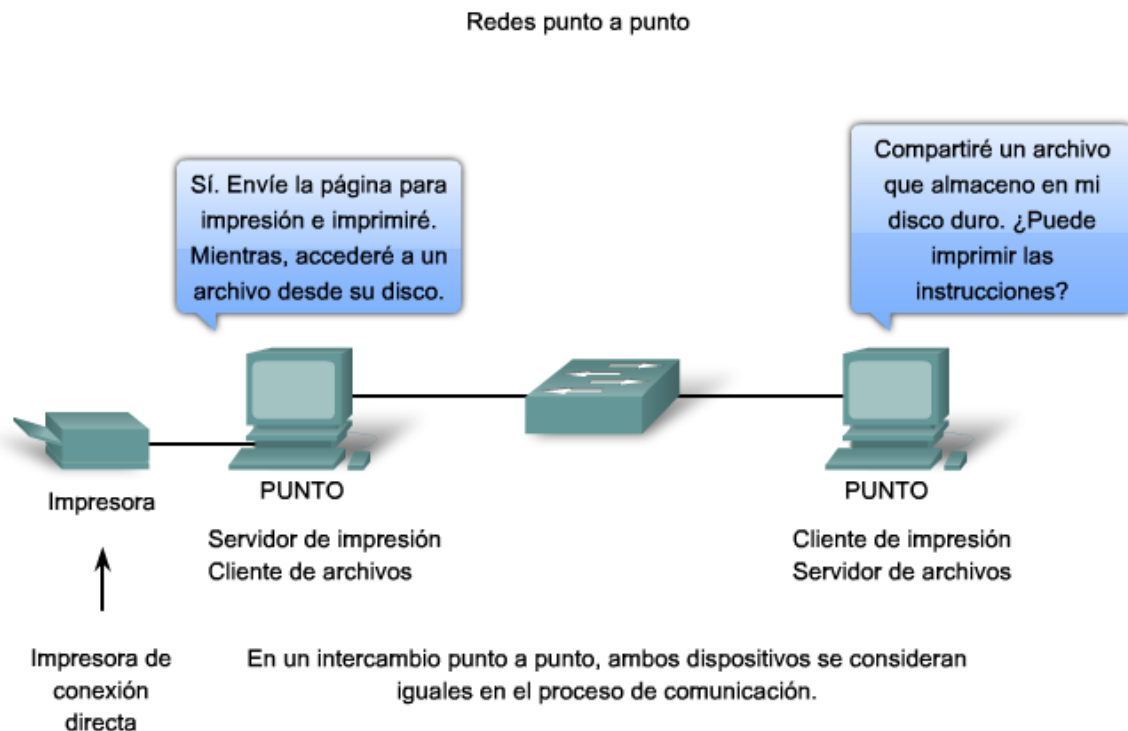 Redes punto a punto
Sí. Envíe la página para
impresión e imprimiré.
Mientras, accederé a un
archivo desde su disco.
Compartiré un archivo
que almaceno en mi
disco duro. ¿Puede
imprimir las
instrucciones?
Impresora
PUNTO
Servidor de impresión
Cliente de archivos
PUNTO
Cliente de impresión
Servidor de archivos
Impresora de
conexión
directa
En un intercambio punto a punto, ambos dispositivos se consideran
iguales en el proceso de comunicación.